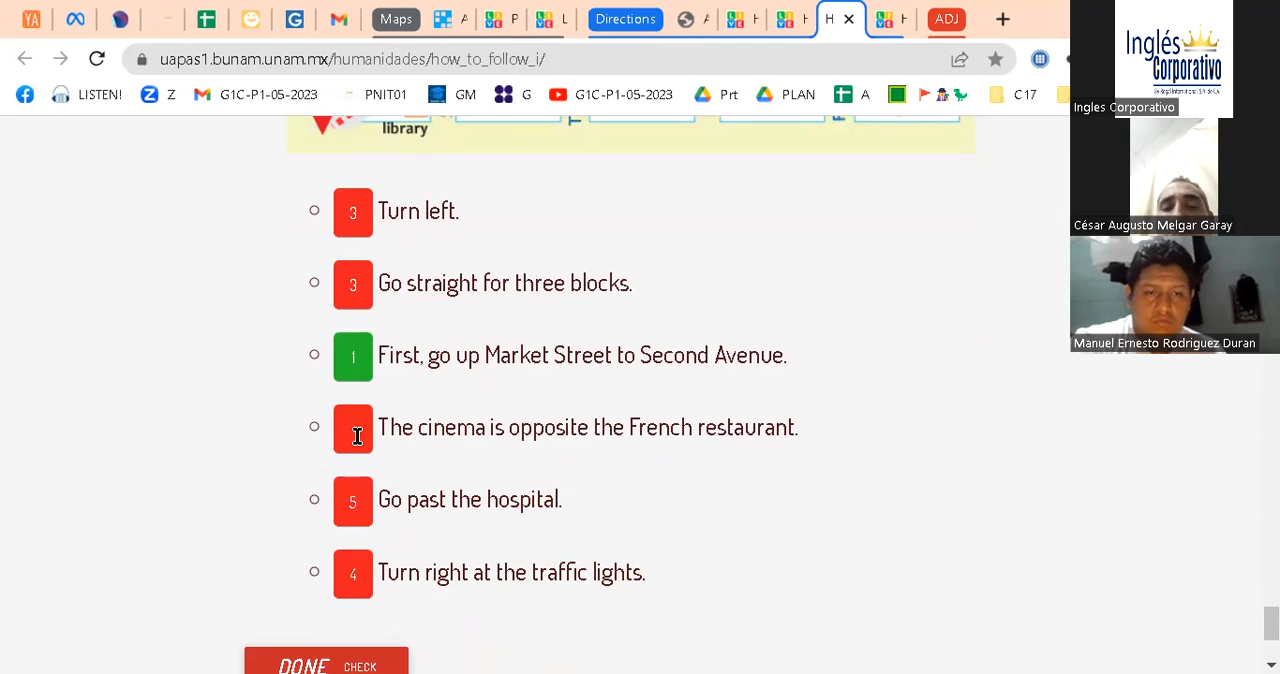 YA
G
Maps
A
P
L
Directions
A
H
H
H
H
ADJ
uapas1.bunam.unam.mx/humanidades/how_to_follow_i/
LISTEN!
Z
G1C-P1-05-2023
PNIT01
GM
G
G1C-P1-05-2023
Prt
PLAN
A
C17
library
3 Turn left.
3 Go straight for three blocks.
1 First, go up Market Street to Second Avenue.
The cinema is opposite the French restaurant.
5 Go past the hospital.
4 Turn right at the traffic lights.
DONE CHECK
Inglés
Corporativo
Ingles Corporativo
César Augusto Melgar Garay
Manuel Ernesto Rodriguez Duran